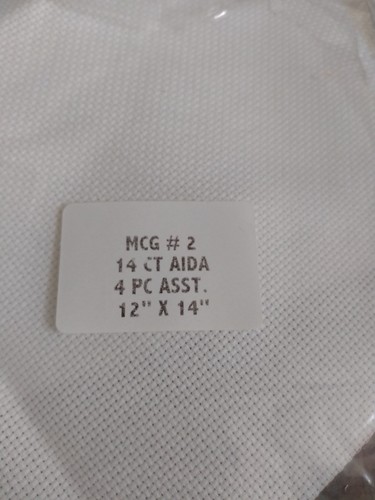 MCG # 2
14 CT AIDA
4 PC ASST.
12" X 14"